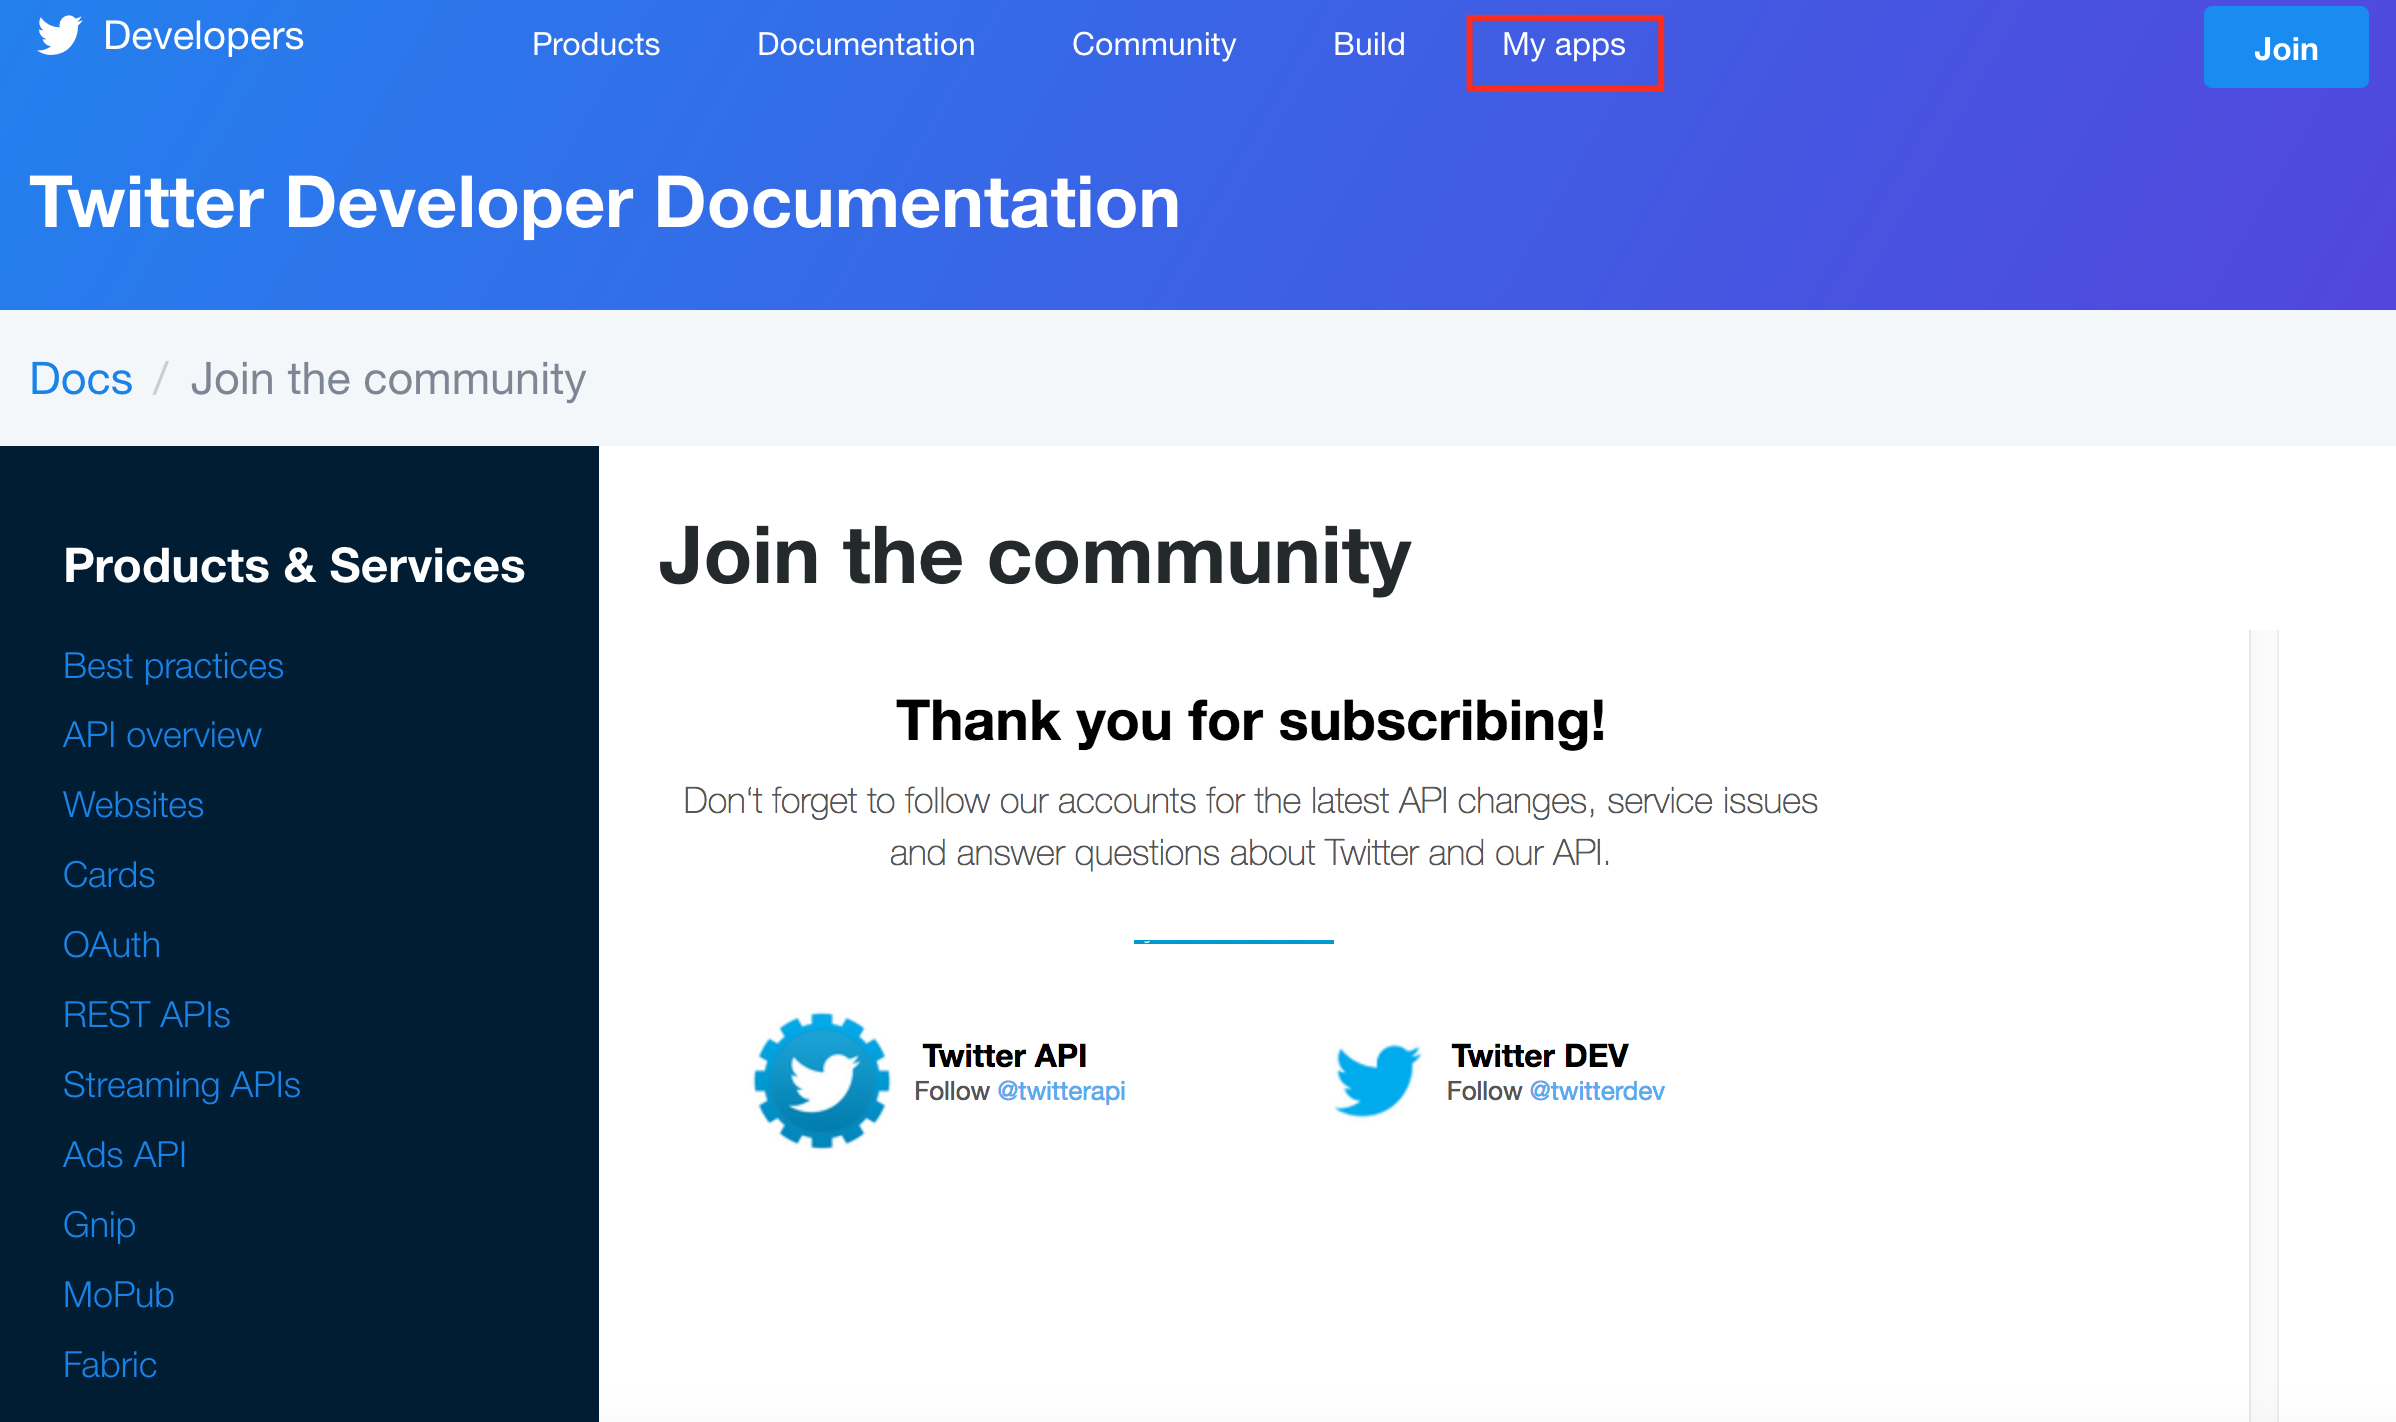 Developers
Products
Documentation
Community
Build
My apps
Join
Twitter Developer Documentation
Docs / Join the community
Products & Services
Best practices
API overview
Websites
Cards
OAuth
REST APIs
Streaming APIs
Ads API
Gnip
MoPub
Fabric
Join the community
Thank you for subscribing!
Don't forget to follow our accounts for the latest API changes, service issues
and answer questions about Twitter and our API.
Twitter API
Follow @twitterapi
Twitter DEV
Follow @twitterdev